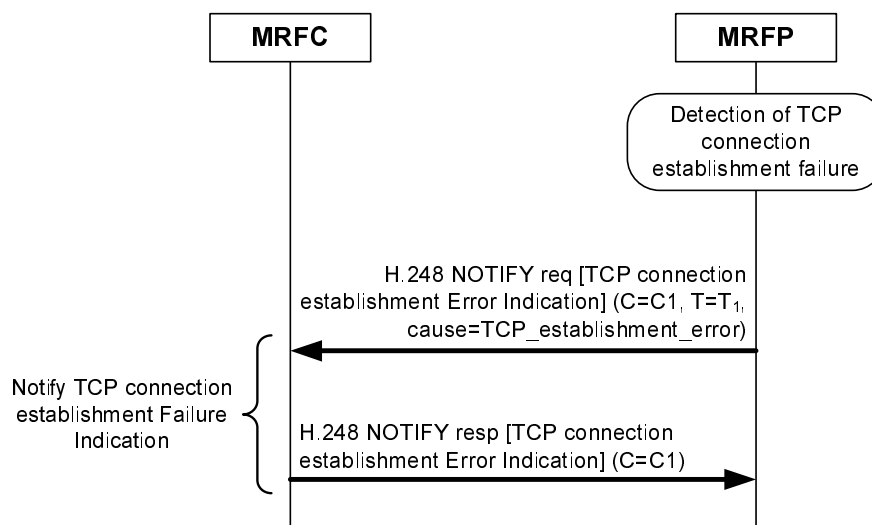 MRFC
MRFP
Detection of TCP
connection
establishment failure
H.248 NOTIFY req [TCP connection
establishment Error Indication] (C=C1, T=T₁,
cause=TCP_establishment_error)
Notify TCP connection
establishment Failure
Indication
H.248 NOTIFY resp [TCP connection
establishment Error Indication] (C=C1)